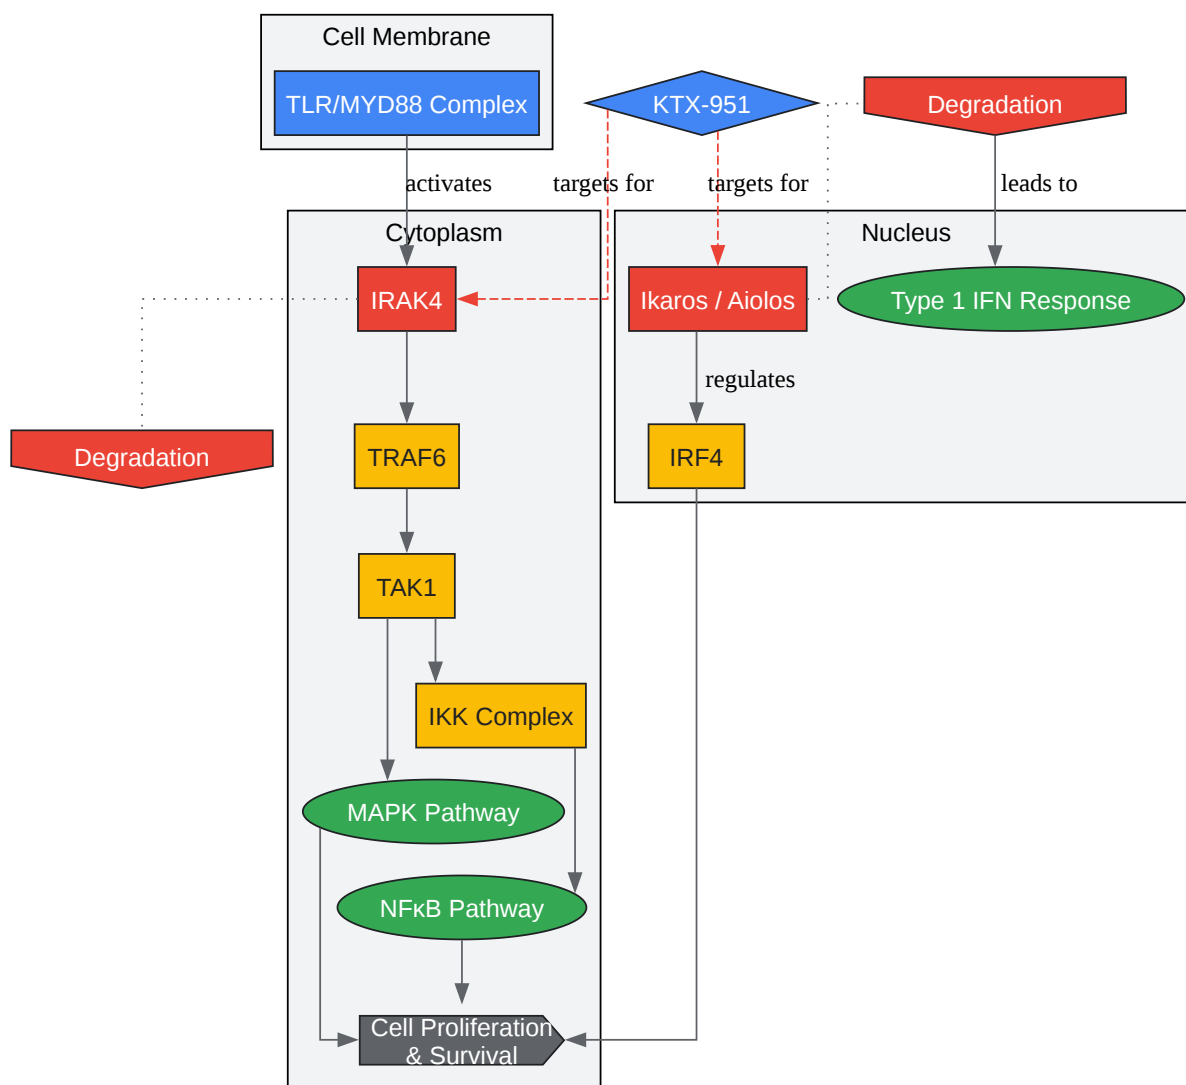 Cell Membrane
TLR/MYD88 Complex
KTX-951
Degradation
activates
targets for
targets for
leads to
Cytoplasm
Nucleus
IRAK4
Ikaros / Aiolos
Type 1 IFN Response
regulates
Degradation
TRAF6
IRF4
TAK1
IKK Complex
MAPK Pathway
NFκB Pathway
Cell Proliferation
& Survival